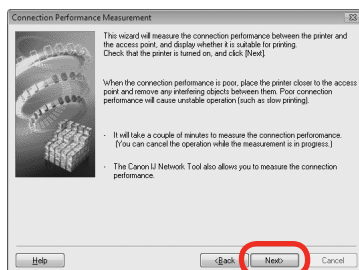 Connection Performance Measurement
This wizard will measure the connection performance between the printer and
the access point, and display whether it is suitable for printing.
Check that the printer is turned on, and click [Next].
When the connection performance is poor, place the printer closer to the access
point and remove any interfering objects between them. Poor connection
performance will cause unstable operation (such as slow printing).
- It will take a couple of minutes to measure the connection perforomance.
(You can cancel the operation while the measurement is in progress.)
- The Canon IJ Network Tool also allows you to measure the connection
performance.
Help
<Back
Next>
Cancel